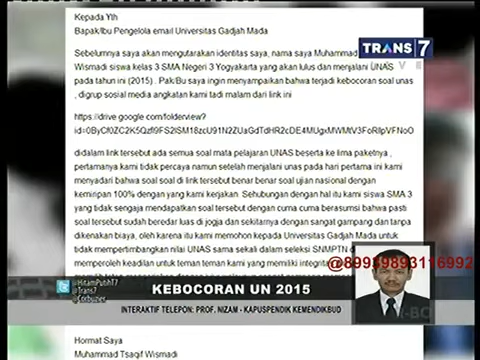 Kepada Yth
Bapak/Ibu Pengelola email Universitas Gadjah Mada
Sebelumnya saya akan mengutarakan identitas saya, nama saya Muhammad
Wismadi siswa kelas 3 SMA Negeri 3 Yogyakarta yang akan lulus dan menjalani UNAS
pada tahun ini (2015) . Pak/Bu saya ingin menyampaikan bahwa terjadi kebocoran soal unas
, digrup sosial media angkatan kami tadi malam dari link ini
https://drive.google.com/folderview?
didalam link tersebut ada semua soal mata pelajaran UNAS beserta ke lima paketnya,
pertamanya kami tidak percaya namun setelah menjalani unas pada hari pertama ini kami
menyadari bahwa soal soal di link tersebut benar benar soal ujian nasional dengan
kemiripan 100% dengan yang kami kerjakan. Sehubungan dengan hal itu kami siswa SMA 3
yang tidak sengaja mendapatkan soal tersebut dengan cuma cuma berasumsi bahwa pasti
soal tersebut sudah beredar luas di jogja dan sekitarnya dengan sangat gampang dan tanpa
dikenakan biaya, oleh karena itu kami memohon kepada Universitas Gadjah Mada untuk
tidak mempertimbangkan nilai UNAS sama sekali dalam seleksi SNMPTN
memperoleh keadilan untuk teman teman kami yang memiliki
TRANS 7
@89939893116992
@HitamPutihT7
@Trans7
@Corbuzier
KEBOCORAN UN 2015
INTERAKTIF TELEPON: PROF. NIZAM - KAPUSPENDIK KEMENDIKBUD
Hormat Saya
Muhammad Tsaqif Wismadi